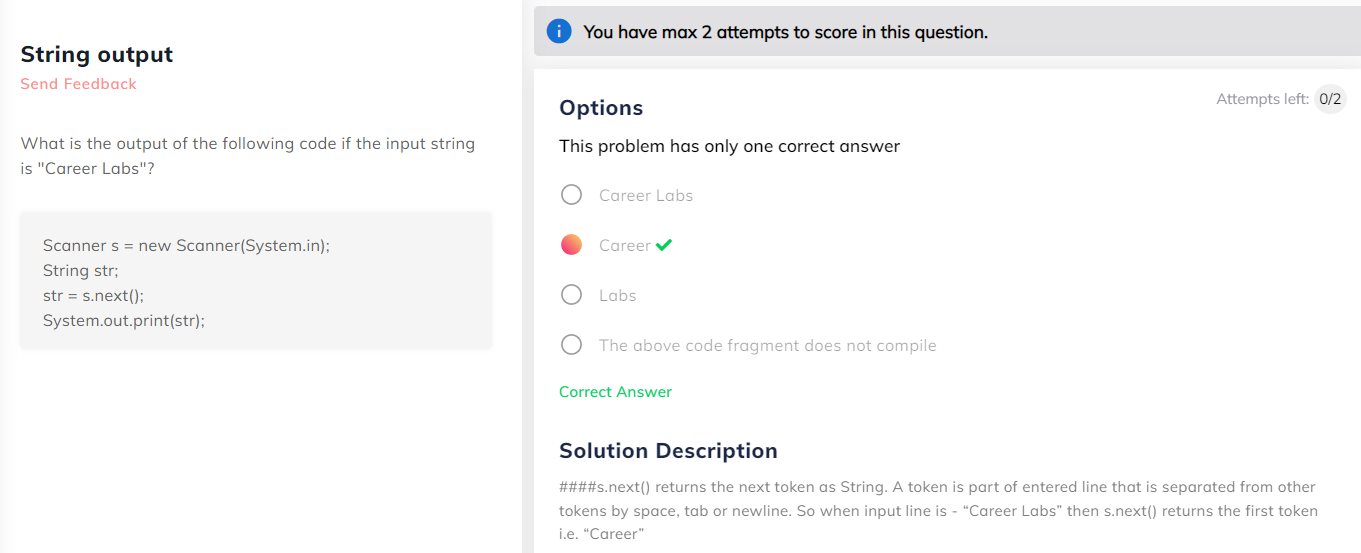 String output
Send Feedback
What is the output of the following code if the input string
is "Career Labs"?
Scanner s = new Scanner(System.in);
String str;
str = s.next();
System.out.print(str);
i
You have max 2 attempts to score in this question.
Options
Attempts left: 0/2
This problem has only one correct answer
Career Labs
Career
Labs
The above code fragment does not compile
Correct Answer
Solution Description
####s.next() returns the next token as String. A token is part of entered line that is separated from other
tokens by space, tab or newline. So when input line is - “Career Labs” then s.next() returns the first token
i.e. “Career”